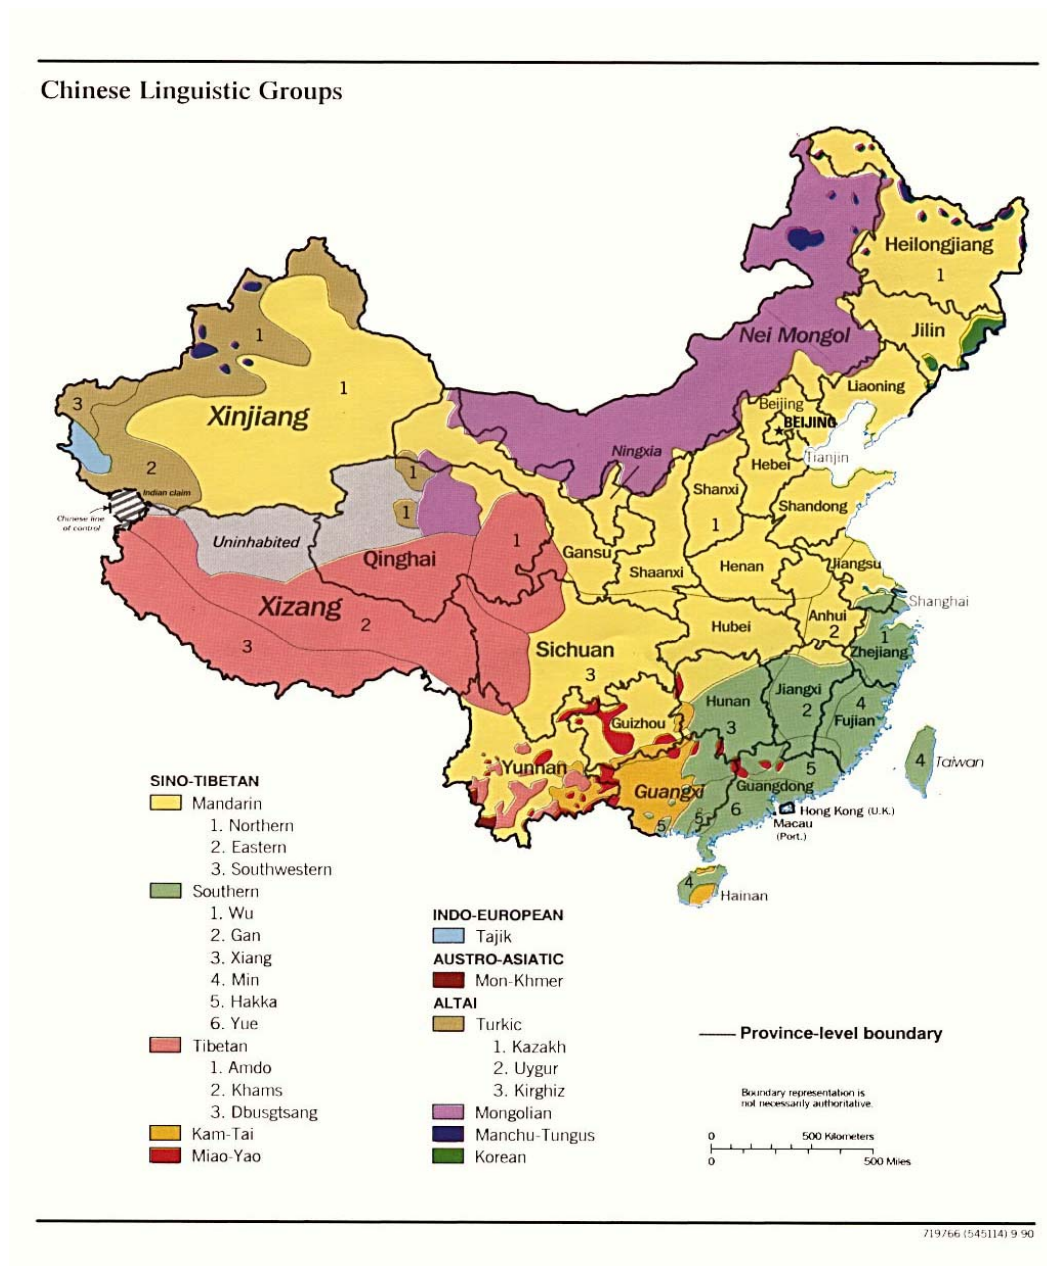 Chinese Linguistic Groups
Heilongjiang
1
Nei Mongol
Jilin
1
Liaoning
3
1
Xinjiang
Beijing
BEIJING
Ningxia
Tianjin
Hebei
2
1
Indian claim
Shanxi
Shandong
Chinese line
of control
1
1
Uninhabited
1
Gansu
Qinghai
Henan
Jiangsu
Shaanxi
Shanghai
Xizang
2
Hubei
Anhui
2
1
Zhejiang
3
Sichuan
3
Hunan
3
Jiangxi
2
4
Fujian
Guizhou
Yunnan
4
Taiwan
Guangxi
5
Guangdong
6
5
5
Hong Kong (U.K.)
Macau
(Port.)
4
Hainan
SINO-TIBETAN
Mandarin
1. Northern
2. Eastern
3. Southwestern
Southern
1. Wu
2. Gan
3. Xiang
4. Min
5. Hakka
6. Yue
Tibetan
1. Amdo
2. Khams
3. Dbusgtsang
Kam-Tai
Miao-Yao
INDO-EUROPEAN
Tajik
AUSTRO-ASIATIC
Mon-Khmer
ALTAI
Turkic
1. Kazakh
2. Uygur
3. Kirghiz
Mongolian
Manchu-Tungus
Korean
Province-level boundary
Boundary representation is
not necessarily authoritative.
0 500 Kilometers
0 500 Miles
719766 (545114) 9-90